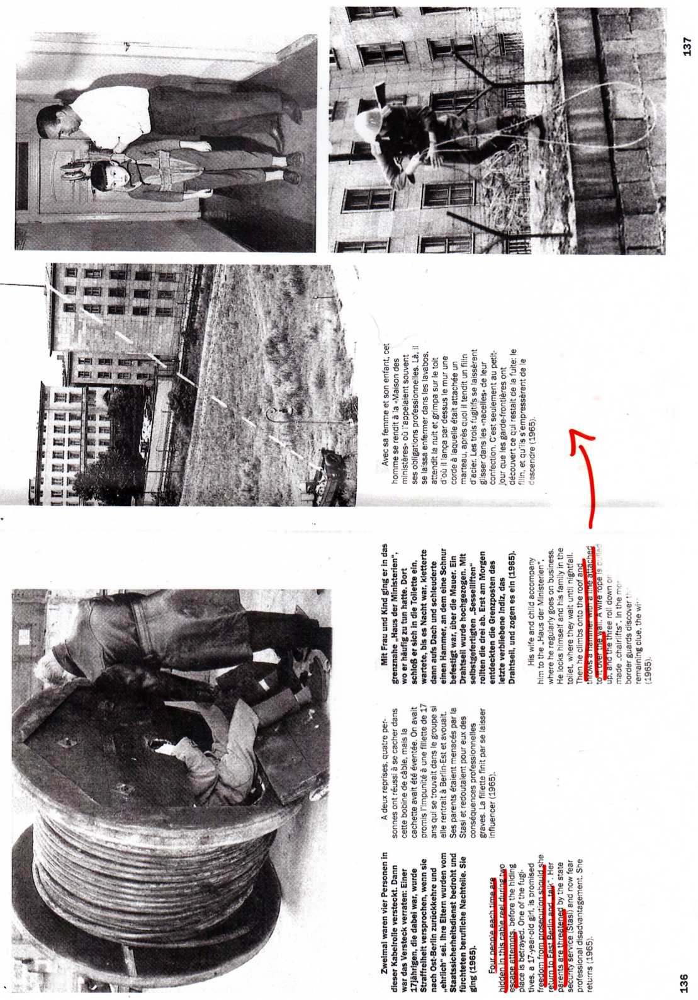 Zweimal waren vier Personen in
dieser Kabelrolle versteckt. Dann
war das Versteck verraten: Einer
17jährigen, die dabei war, wurde
Straffreiheit versprochen, wenn sie
nach Ost-Berlin zurückkehre und
„ehrlich“ sei. Ihre Eltern wurden vom
Staatssicherheitsdienst bedroht und
fürchteten berufliche Nachteile. Sie
ging (1965).
Four people each time are
hidden in this cable reel during two
escape attempts, before the hiding
place is betrayed. One of the fugi-
tives, a 17-year-old girl, is promised
freedom from prosecution should she
return to East Berlin and „talk“. Her
parents are threatened by the state
security service (Stasi) and now fear
professional disadvantagement. She
returns (1965).
A deux reprises, quatre per-
sonnes ont réussi à se cacher dans
cette bobine de câble, mais la
cachette avait été éventée. On avait
promis l'impunité à une fillette de 17
ans qui se trouvait dans le groupe si
elle rentrait à Berlin-Est et avouait.
Ses parents étaient menacés par la
Stasi et redoutaient pour eux des
conséquences professionnelles
graves. La fillette finit par se laisser
influencer (1965).
Mit Frau und Kind ging er in das
grenznahe „Haus der Ministerien“,
wo er häufig zu tun hatte. Dort
schloß er sich in die Toilette ein,
wartete, bis es Nacht war, kletterte
dann aufs Dach und schleuderte
einen Hammer, an dem eine Schnur
befestigt war, über die Mauer. Ein
Drahtseil wurde hochgezogen. Mit
selbstgefertigten „Sesselliften“
rollten die drei ab. Erst am Morgen
entdeckten die Grenzposten das
letzte verbliebene Indiz, das
Drahtseil, und zogen es ein (1965).
His wife and child accompany
him to the „Haus der Ministerien“,
where he regularly goes on business.
He locks himself and his family in the
toilet, where they wait until nightfall.
Then he climbs onto the roof and
throws a hammer with a line attached
to it over the wall. A wire rope is pulled
up, and the three roll down on
made „chairlifts“. In the
border guards discover
remaining clue, the
(1965).
136
Avec sa femme et son enfant, cet
homme se rendit à la «Maison des
ministères» où l'appelaient souvent
ses obligations professionnelles. Là, il
se laissa enfermer dans les lavabos,
attendit la nuit et grimpa sur le toit
d'où il lança par dessus le mur une
corde à laquelle était attachée un
marteau, après quoi il tendit un filin
d'acier. Les trois fugitifs se laissèrent
glisser dans les «nacelles» de leur
confection. C'est seulement au petit-
jour que les garde-frontières ont
découvert ce qui restait de la fuite: le
filin, et qu'ils s'empressèrent de le
descendre (1965).
137